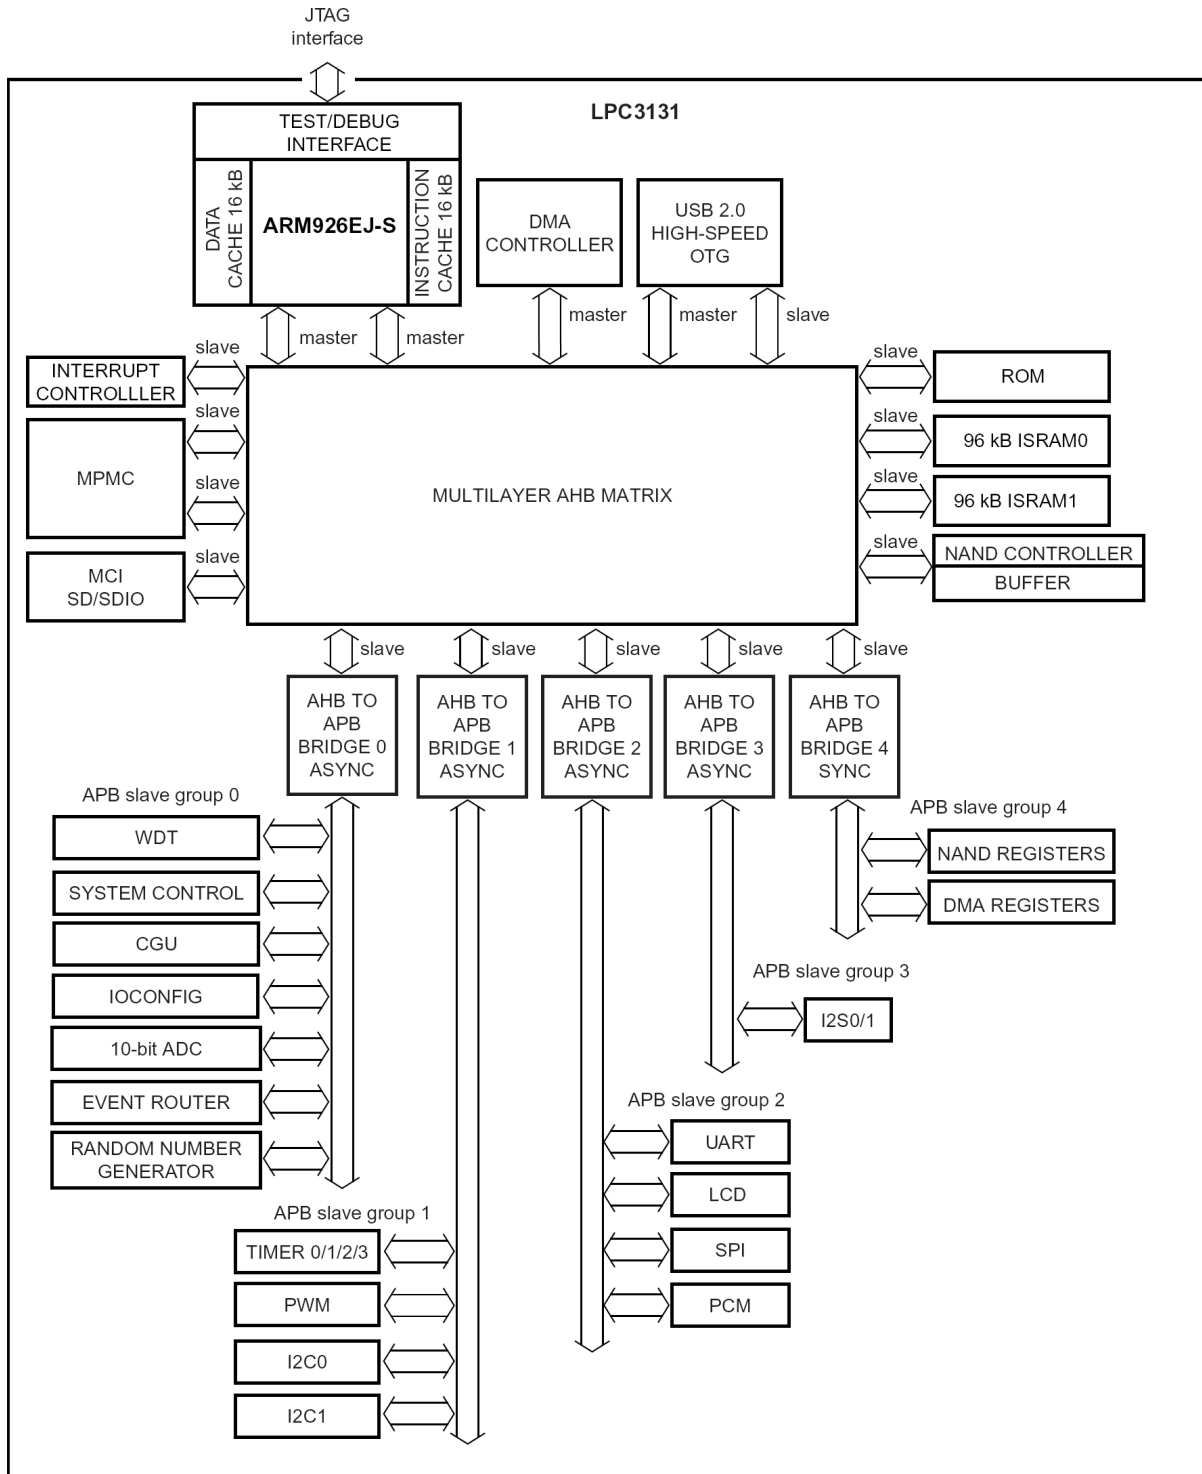 JTAG
interface
LPC3131
TEST/DEBUG
INTERFACE
DATA
CACHE 16 kB
ARM926EJ-S
INSTRUCTION
CACHE 16 kB
DMA
CONTROLLER
USB 2.0
HIGH-SPEED
OTG
master
master
master
master
slave
slave
INTERRUPT
CONTROLLLER
slave
MPMC
slave
slave
MCI
SD/SDIO
MULTILAYER AHB MATRIX
slave
ROM
slave
96 kB ISRAM0
slave
96 kB ISRAM1
slave
NAND CONTROLLER
BUFFER
slave
slave
slave
slave
slave
AHB TO
APB
BRIDGE 0
ASYNC
AHB TO
APB
BRIDGE 1
ASYNC
AHB TO
APB
BRIDGE 2
ASYNC
AHB TO
APB
BRIDGE 3
ASYNC
AHB TO
APB
BRIDGE 4
SYNC
APB slave group 0
WDT
SYSTEM CONTROL
CGU
IOCONFIG
10-bit ADC
EVENT ROUTER
RANDOM NUMBER
GENERATOR
APB slave group 4
NAND REGISTERS
DMA REGISTERS
APB slave group 3
I2S0/1
APB slave group 2
UART
LCD
SPI
PCM
APB slave group 1
TIMER 0/1/2/3
PWM
I2C0
I2C1